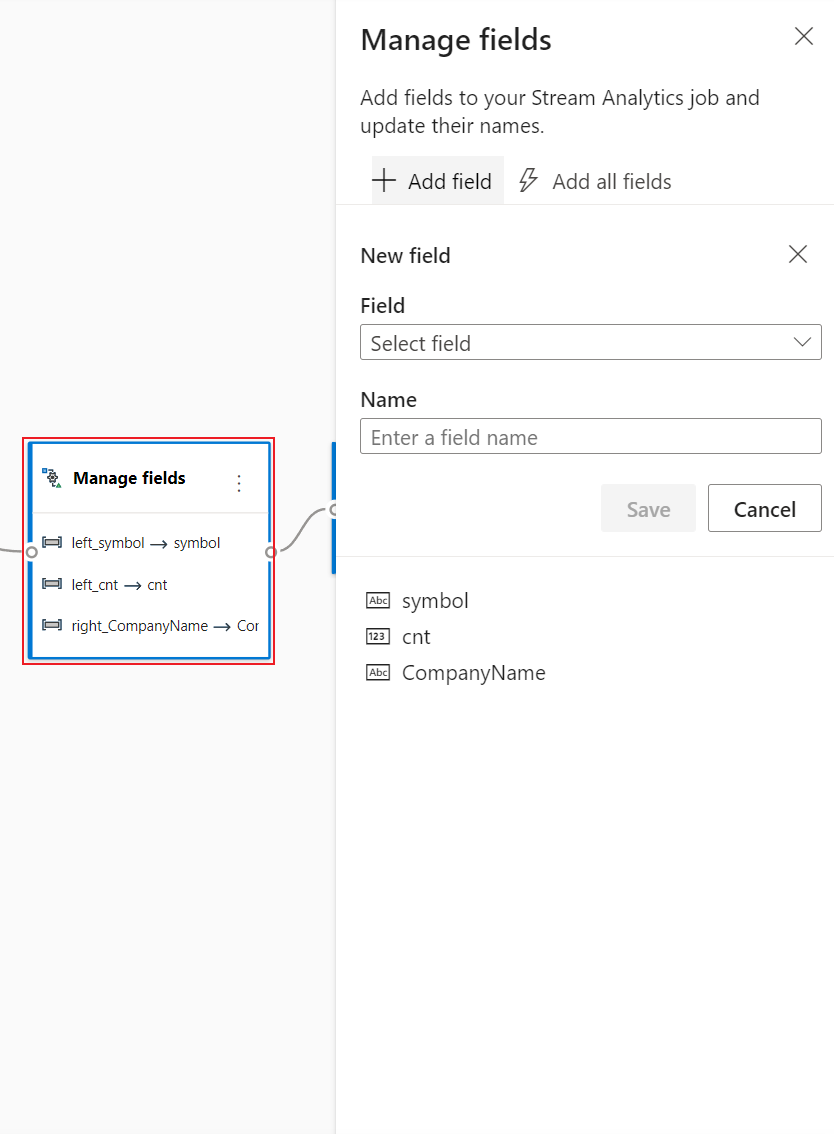 Manage fields
Add fields to your Stream Analytics job and
update their names.
Add field
Add all fields
New field
Field
Select field
Name
Enter a field name
Save
Cancel
Abc symbol
123 cnt
Abc CompanyName
Manage fields
left_symbol → symbol
left_cnt → cnt
right_CompanyName → Cor